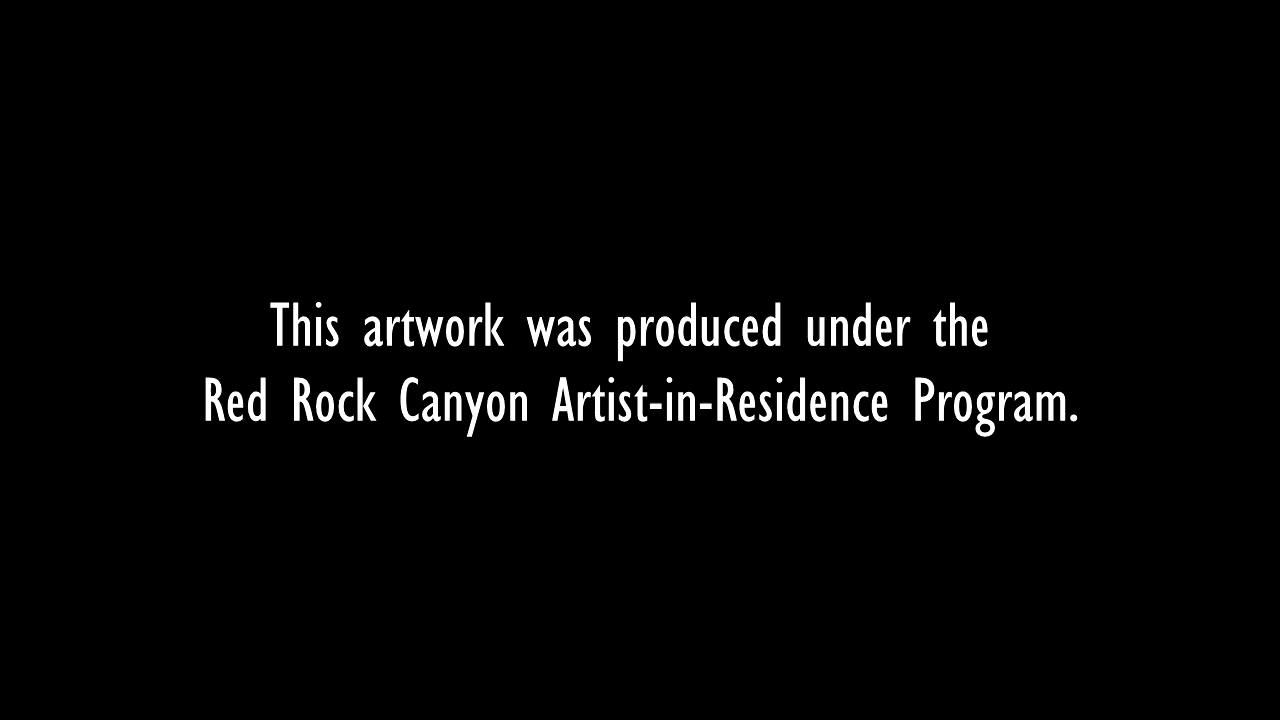 This artwork was produced under the
Red Rock Canyon Artist-in-Residence Program.